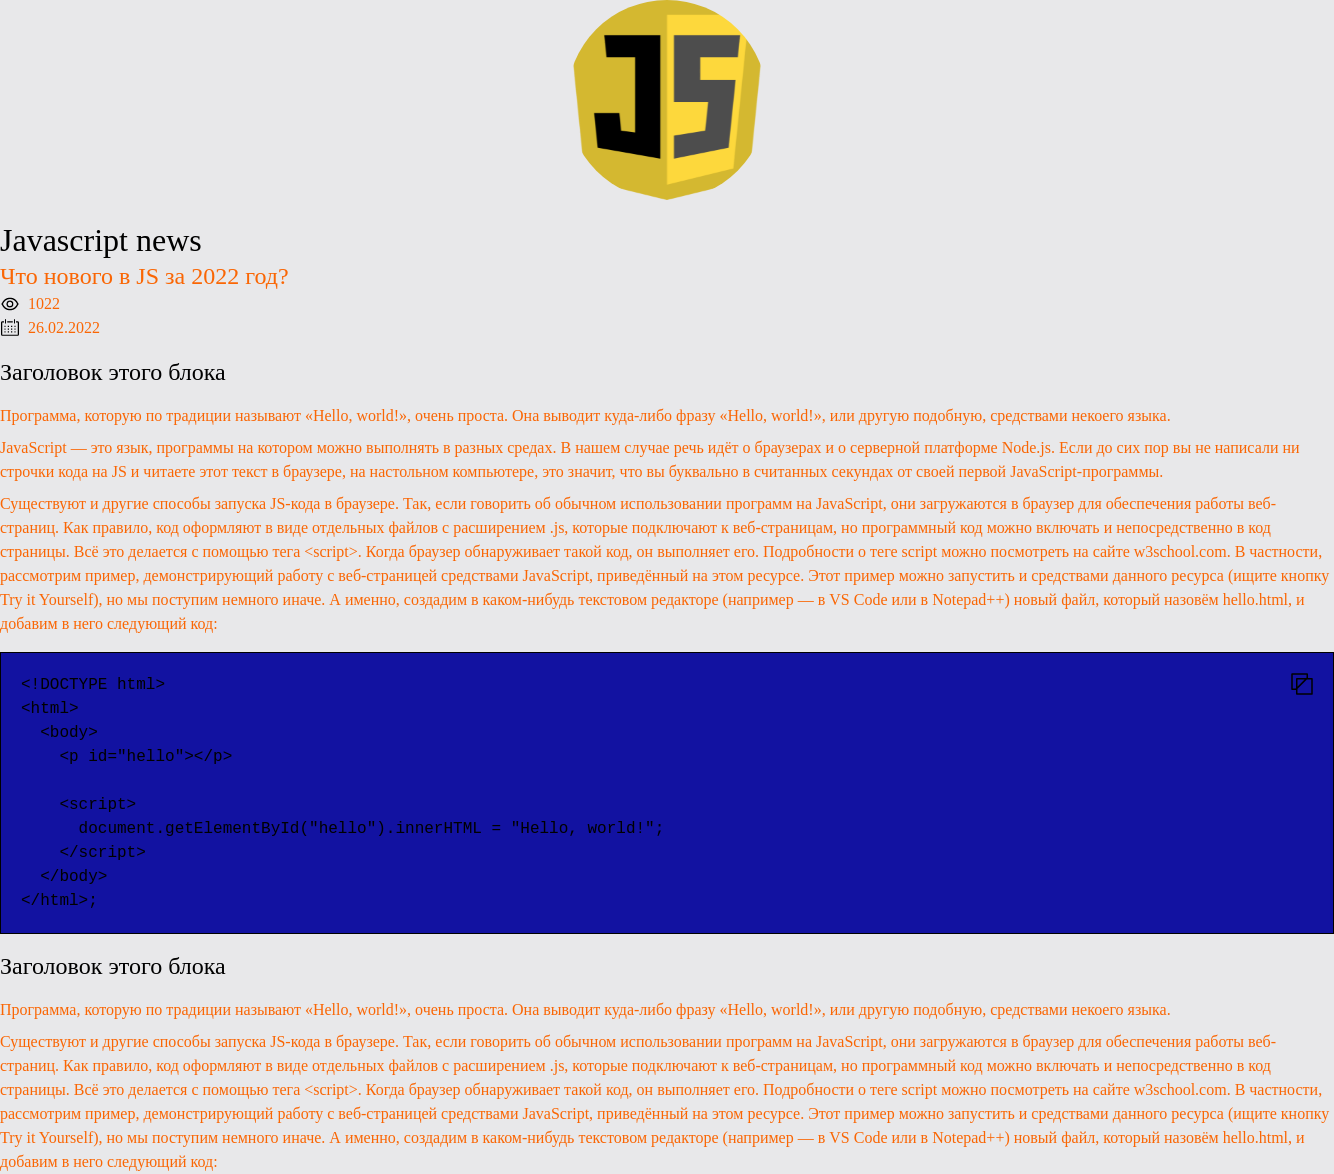 JS
Javascript news
Что нового в JS за 2022 год?
1022
26.02.2022
Заголовок этого блока
Программа, которую по традиции называют «Hello, world!», очень проста. Она выводит куда-либо фразу «Hello, world!», или другую подобную, средствами некоего языка.
JavaScript — это язык, программы на котором можно выполнять в разных средах. В нашем случае речь идёт о браузерах и о серверной платформе Node.js. Если до сих пор вы не написали ни
строчки кода на JS и читаете этот текст в браузере, на настольном компьютере, это значит, что вы буквально в считанных секундах от своей первой JavaScript-программы.
Существуют и другие способы запуска JS-кода в браузере. Так, если говорить об обычном использовании программ на JavaScript, они загружаются в браузер для обеспечения работы веб-
страниц. Как правило, код оформляют в виде отдельных файлов с расширением .js, которые подключают к веб-страницам, но программный код можно включать и непосредственно в код
страницы. Всё это делается с помощью тега <script>. Когда браузер обнаруживает такой код, он выполняет его. Подробности о теге script можно посмотреть на сайте w3school.com. В частности,
рассмотрим пример, демонстрирующий работу с веб-страницей средствами JavaScript, приведённый на этом ресурсе. Этот пример можно запустить и средствами данного ресурса (ищите кнопку
Try it Yourself), но мы поступим немного иначе. А именно, создадим в каком-нибудь текстовом редакторе (например — в VS Code или в Notepad++) новый файл, который назовём hello.html, и
добавим в него следующий код:
<!DOCTYPE html>
<html>
  <body>
    <p id="hello"></p>
    <script>
      document.getElementById("hello").innerHTML = "Hello, world!";
    </script>
  </body>
</html>;
Заголовок этого блока
Программа, которую по традиции называют «Hello, world!», очень проста. Она выводит куда-либо фразу «Hello, world!», или другую подобную, средствами некоего языка.
Существуют и другие способы запуска JS-кода в браузере. Так, если говорить об обычном использовании программ на JavaScript, они загружаются в браузер для обеспечения работы веб-
страниц. Как правило, код оформляют в виде отдельных файлов с расширением .js, которые подключают к веб-страницам, но программный код можно включать и непосредственно в код
страницы. Всё это делается с помощью тега <script>. Когда браузер обнаруживает такой код, он выполняет его. Подробности о теге script можно посмотреть на сайте w3school.com. В частности,
рассмотрим пример, демонстрирующий работу с веб-страницей средствами JavaScript, приведённый на этом ресурсе. Этот пример можно запустить и средствами данного ресурса (ищите кнопку
Try it Yourself), но мы поступим немного иначе. А именно, создадим в каком-нибудь текстовом редакторе (например — в VS Code или в Notepad++) новый файл, который назовём hello.html, и
добавим в него следующий код: